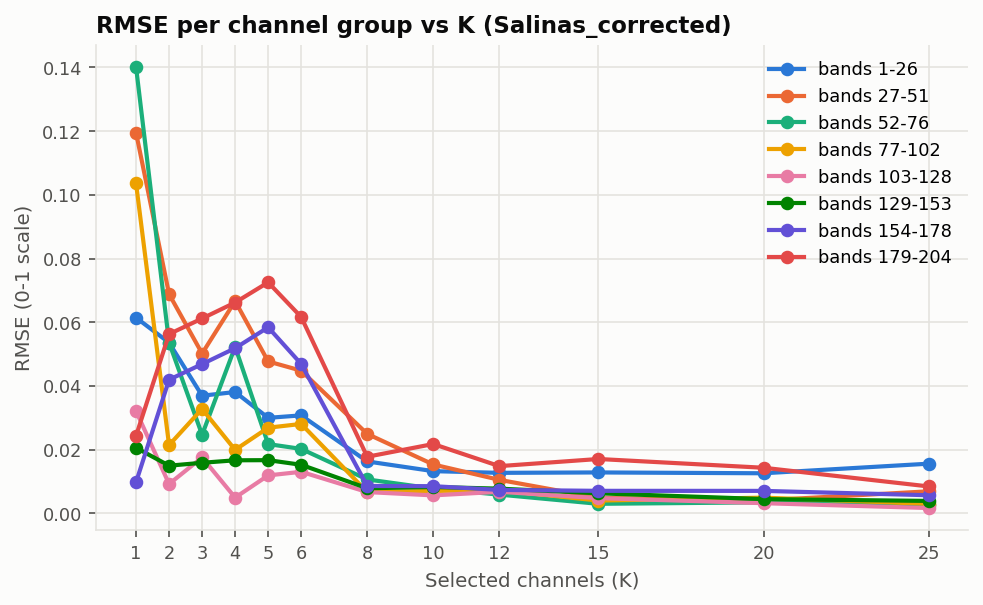 RMSE per channel group vs K (Salinas_corrected)
bands 1-26
bands 27-51
bands 52-76
bands 77-102
bands 103-128
bands 129-153
bands 154-178
bands 179-204
RMSE (0-1 scale)
0.14
0.12
0.10
0.08
0.06
0.04
0.02
0.00
1 2 3 4 5 6 8 10 12 15 20 25
Selected channels (K)